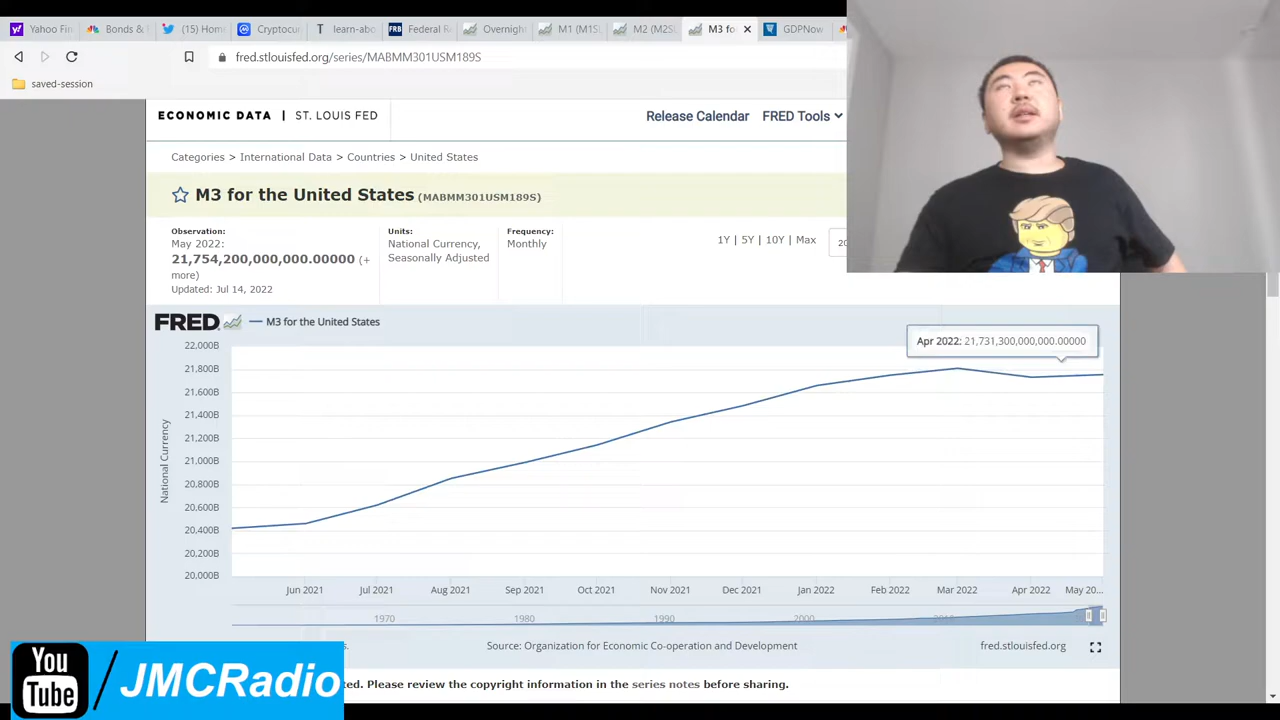 Yahoo Fin
Bonds &
(15) Home
Cryptocu
learn-abo
FRB
Federal R
Overnigh
M1 (M1S
M2 (M2S
M3 fo
GDPNow
fred.stlouisfed.org/series/MABMM301USM189S
saved-session
ECONOMIC DATA | ST. LOUIS FED
Release Calendar
FRED Tools
Categories > International Data > Countries > United States
M3 for the United States (MABMM301USM189S)
Observation:
May 2022:
21,754,200,000,000.00000 (+
more)
Updated: Jul 14, 2022
Units:
National Currency,
Seasonally Adjusted
Frequency:
Monthly
1Y | 5Y | 10Y | Max
20
FRED
M3 for the United States
Apr 2022: 21,731,300,000,000.00000
22,000B
21,800B
21,600B
21,400B
21,200B
21,000B
20,800B
20,600B
20,400B
20,200B
20,000B
National Currency
Jun 2021
Jul 2021
Aug 2021
Sep 2021
Oct 2021
Nov 2021
Dec 2021
Jan 2022
Feb 2022
Mar 2022
Apr 2022
May 20...
1970
1980
1990
2000
2010
s.
Source: Organization for Economic Co-operation and Development
fred.stlouisfed.org
ted. Please review the copyright information in the series notes before sharing.
You
Tube
/JMCRadio